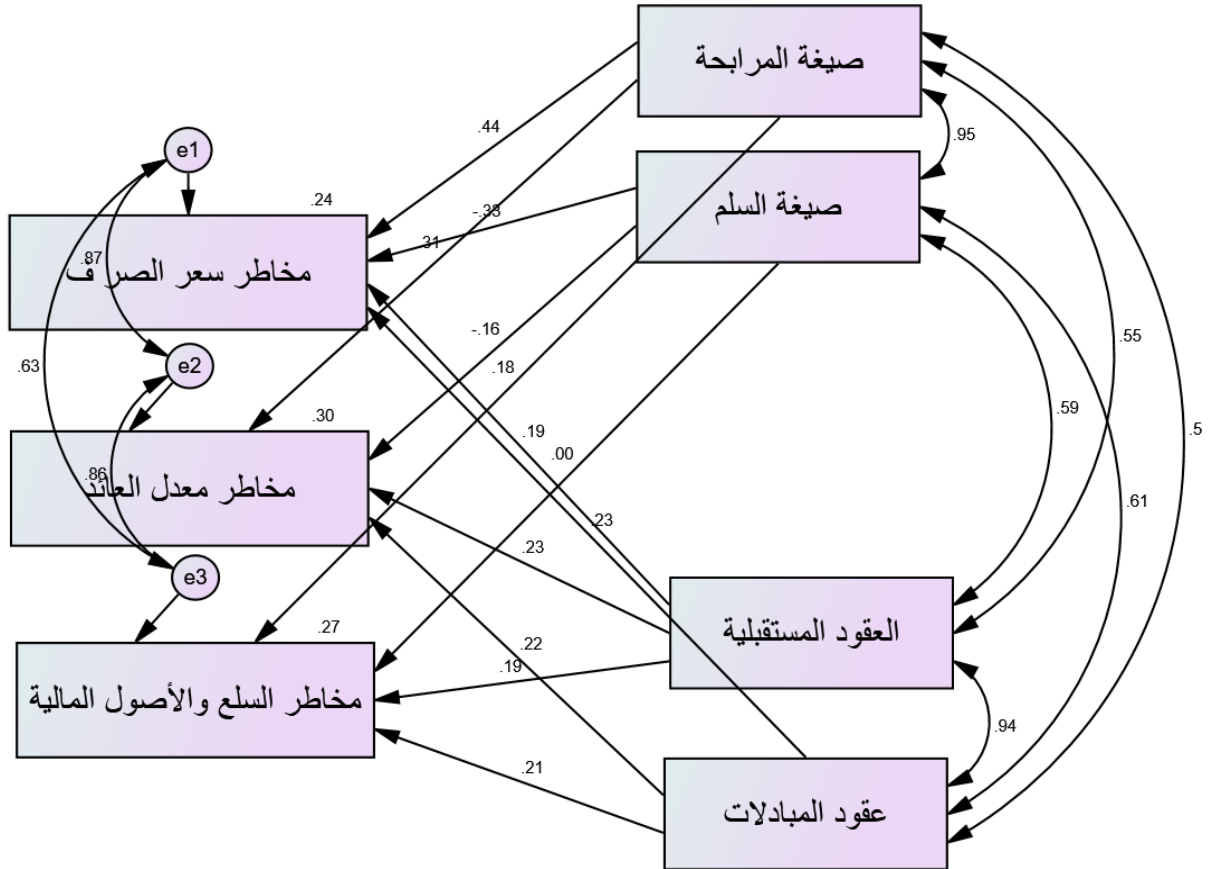 صيغة المرابحة
.44
.95
e1
صيغة السلم
.24
-.33
.31
مخاطر سعر الصرف
.87
-.16
.55
.63
e2
.18
.59
.30
.19
.5
.00
.86
مخاطر معدل العائد
.61
.23
.23
e3
.27
العقود المستقبلية
.22
.19
مخاطر السلع والأصول المالية
.94
.21
عقود المبادلات